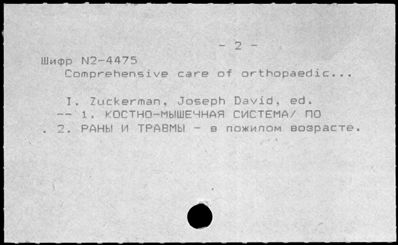 - 2 -
Шифр N2-4475
Comprehensive care of orthopaedic...
I. Zuckerman, Joseph David, ed.
-- 1. КОСТНО-МЫШЕЧНАЯ СИСТЕМА/ ПО
. 2. РАНЫ И ТРАВМЫ - в пожилом возрасте.